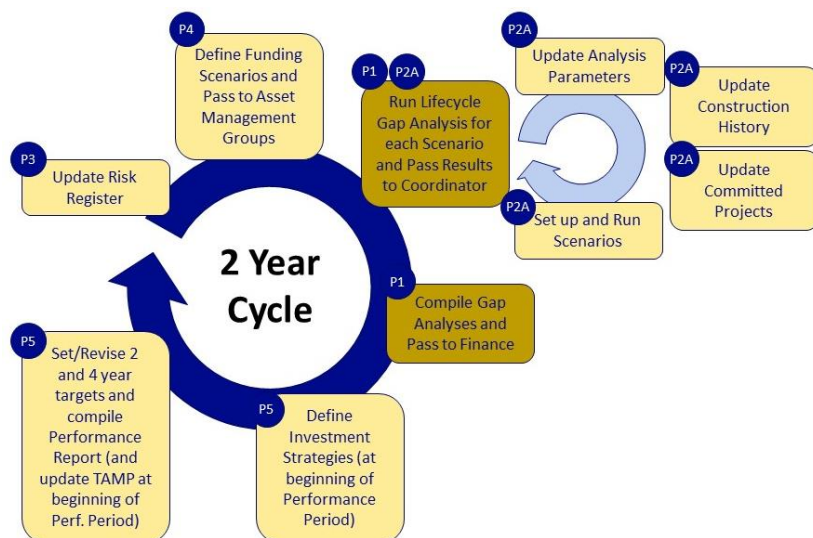 P4
Define Funding
Scenarios and
Pass to Asset
Management
Groups
P1
P2A
Run Lifecycle
Gap Analysis for
each Scenario
and Pass Results
to Coordinator
P2A
Update Analysis
Parameters
P2A
Update
Construction
History
P2A
Update
Committed
Projects
P2A
Set up and Run
Scenarios
P3
Update Risk
Register
2 Year
Cycle
P1
Compile Gap
Analyses and
Pass to Finance
P5
Define
Investment
Strategies (at
beginning of
Performance
Period)
P5
Set/Revise 2
and 4 year
targets and
compile
Performance
Report (and
update TAMP at
beginning of
Perf. Period)